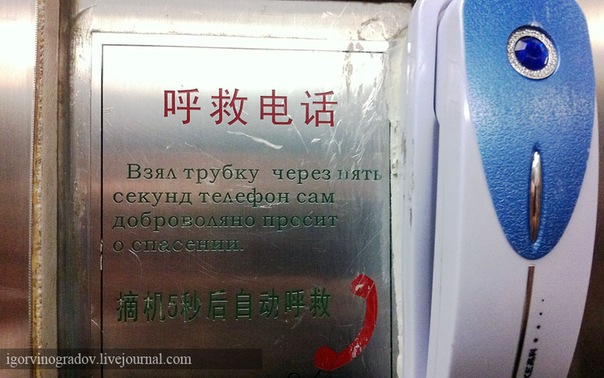 呼救电话
Взял трубку через пять
секунд телефон сам
доброволяно просит
о спасении.
摘机5秒后自动呼救
igorvinogradov.livejournal.com